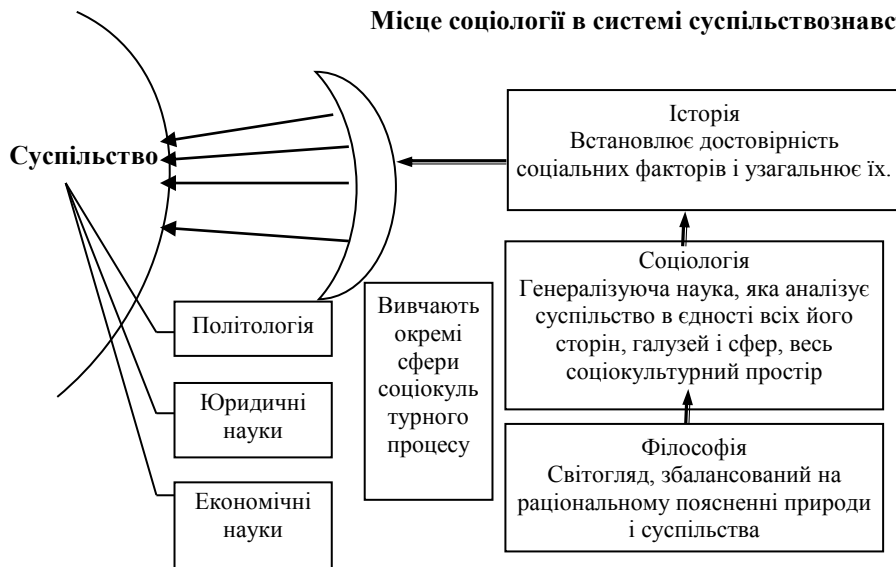 Місце соціології в системі суспільствознавс
Суспільство
Історія
Встановлює достовірність
соціальних факторів і узагальнює їх.
Соціологія
Генералізуюча наука, яка аналізує
суспільство в єдності всіх його
сторін, галузей і сфер, весь
соціокультурний простір
Філософія
Світогляд, збалансований на
раціональному поясненні природи
і суспільства
Вивчають
окремі
сфери
соціокуль
турного
процесу
Політологія
Юридичні
науки
Економічні
науки